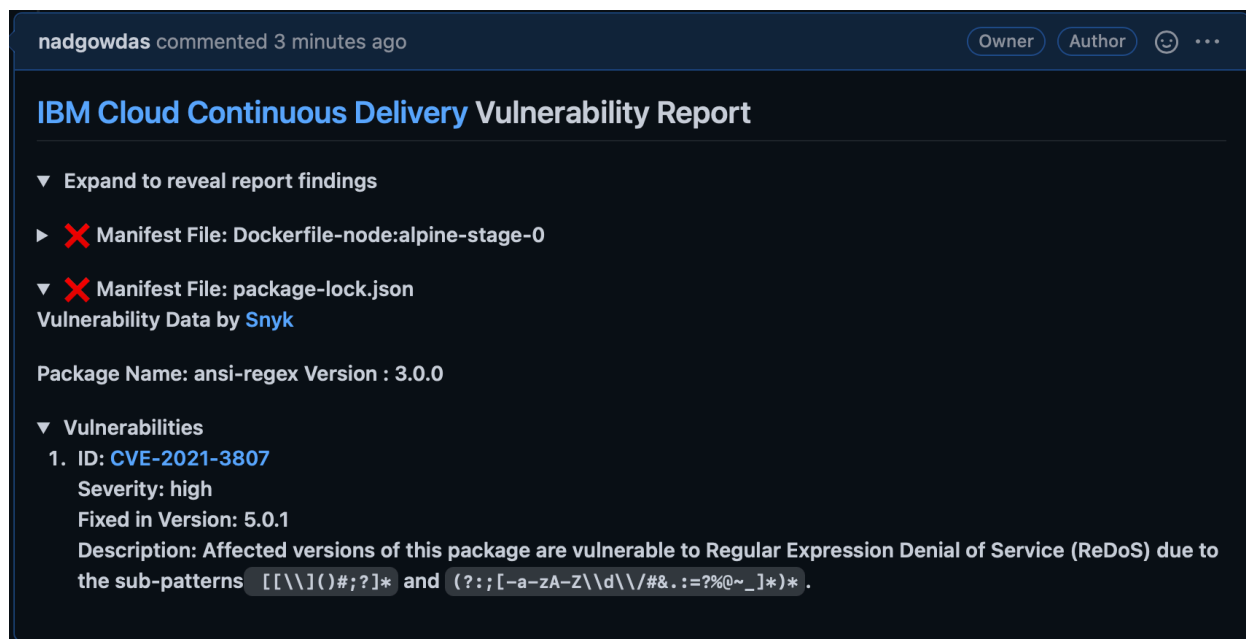 nadgowdas commented 3 minutes ago Owner Author
IBM Cloud Continuous Delivery Vulnerability Report
Expand to reveal report findings
Manifest File: Dockerfile-node:alpine-stage-0
Manifest File: package-lock.json
Vulnerability Data by Snyk
Package Name: ansi-regex Version : 3.0.0
Vulnerabilities
1. ID: CVE-2021-3807
Severity: high
Fixed in Version: 5.0.1
Description: Affected versions of this package are vulnerable to Regular Expression Denial of Service (ReDoS) due to
the sub-patterns [[\\]()#;?]* and (?:;[-a-zA-Z\\d\\/#&.:=?%@~_]*)*.